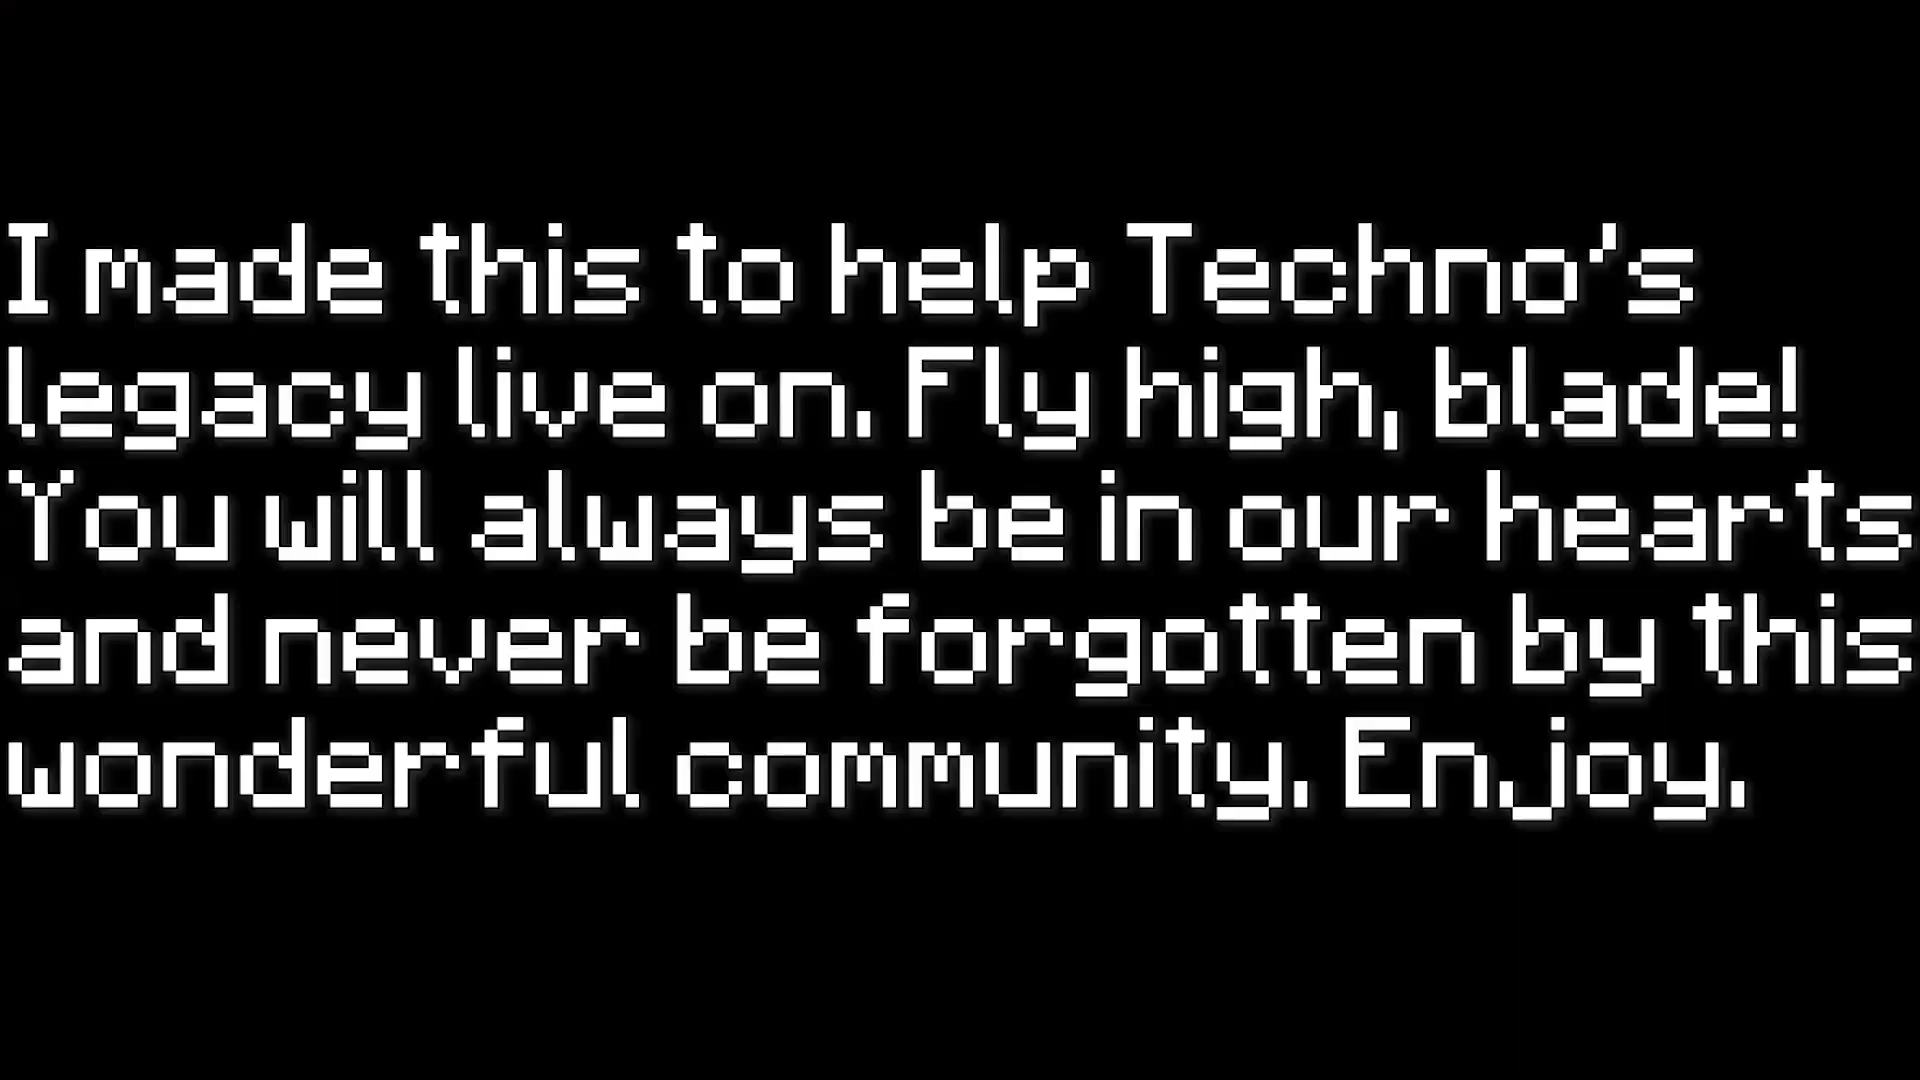 I made this to help Techno's
legacy live on. Fly high, blade!
You will always be in our hearts
and never be forgotten by this
wonderful community. Enjoy.